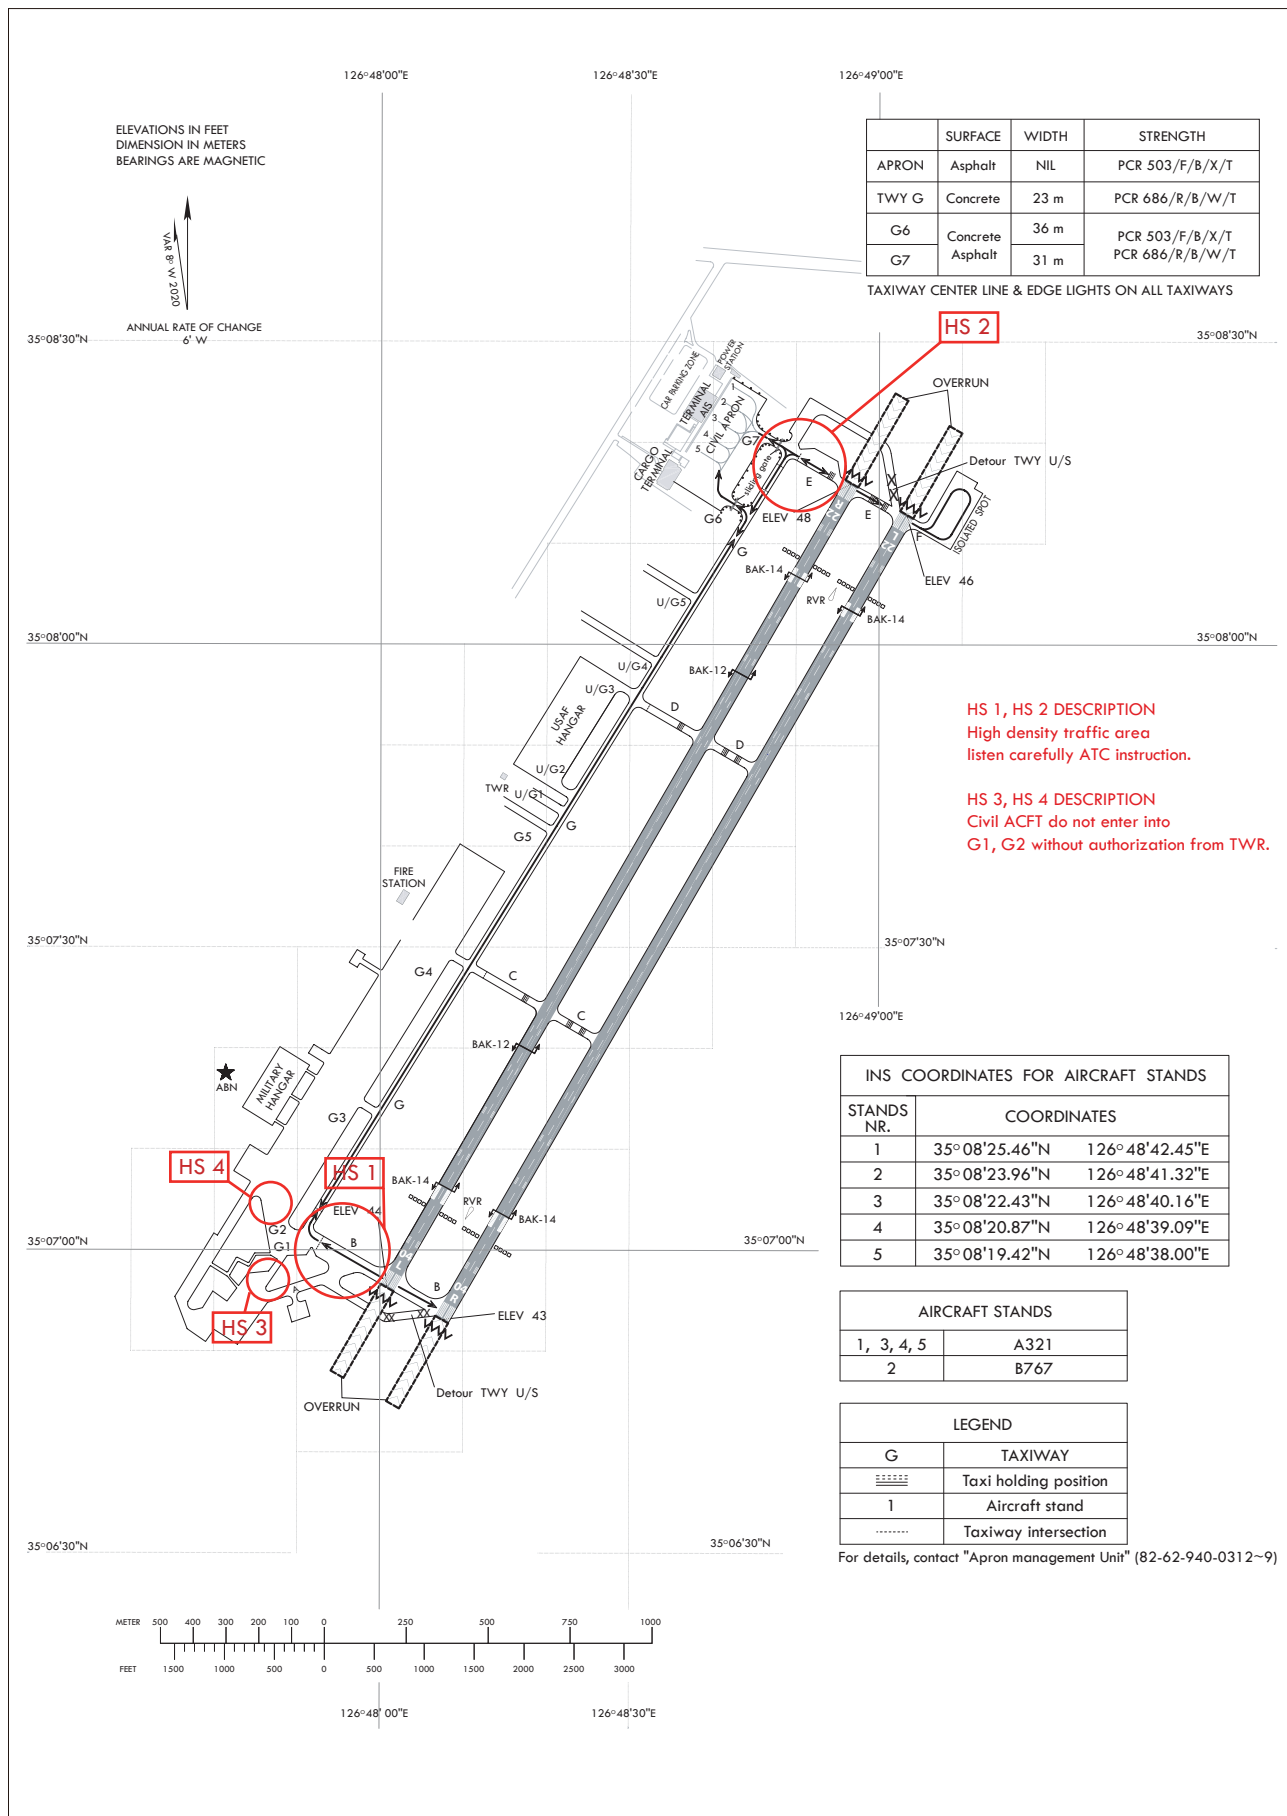 126°48'00"E
126°48'30"E
126°49'00"E
ELEVATIONS IN FEET
DIMENSION IN METERS
BEARINGS ARE MAGNETIC
VAR 8° W 2020
ANNUAL RATE OF CHANGE
6' W
SURFACE WIDTH STRENGTH
APRON Asphalt NIL PCR 503/F/B/X/T
TWY G Concrete 23 m PCR 686/R/B/W/T
G6 36 m
Concrete PCR 503/F/B/X/T
Asphalt PCR 686/R/B/W/T
G7 31 m
TAXIWAY CENTER LINE & EDGE LIGHTS ON ALL TAXIWAYS
HS 2
35°08'30"N
35°08'30"N
POWER
STATION
CAR PARKING ZONE
TERMINAL
AIS
CIVIL APRON
1
2
3
4
5
CARGO
TERMINAL
G7
sliding gate
G6
OVERRUN
Detour TWY U/S
E
E
ELEV 48
R
22
L
22
F
ISOLATED SPOT
ELEV 46
G
BAK-14
RVR
BAK-14
U/G5
35°08'00"N
35°08'00"N
U/G4
BAK-12
U/G3
USAF
HANGAR
D
D
U/G2
TWR
U/G1
G
G5
HS 1, HS 2 DESCRIPTION
High density traffic area
listen carefully ATC instruction.
HS 3, HS 4 DESCRIPTION
Civil ACFT do not enter into
G1, G2 without authorization from TWR.
FIRE
STATION
35°07'30"N
35°07'30"N
G4
C
C
126°49'00"E
BAK-12
ABN
MILITARY
HANGAR
G3
G
HS 4
HS 1
BAK-14
RVR
BAK-14
ELEV 44
G2
G1
B
35°07'00"N
35°07'00"N
04
L
B
04
R
A
HS 3
ELEV 43
Detour TWY U/S
OVERRUN
INS COORDINATES FOR AIRCRAFT STANDS
STANDS
NR.
COORDINATES
1 35°08'25.46"N 126°48'42.45"E
2 35°08'23.96"N 126°48'41.32"E
3 35°08'22.43"N 126°48'40.16"E
4 35°08'20.87"N 126°48'39.09"E
5 35°08'19.42"N 126°48'38.00"E
AIRCRAFT STANDS
1, 3, 4, 5 A321
2 B767
LEGEND
G TAXIWAY
Taxi holding position
1 Aircraft stand
Taxiway intersection
For details, contact "Apron management Unit" (82-62-940-0312~9)
35°06'30"N
35°06'30"N
METER 500 400 300 200 100 0 250 500 750 1000
FEET 1500 1000 500 0 500 1000 1500 2000 2500 3000
126°48' 00"E
126°48'30"E